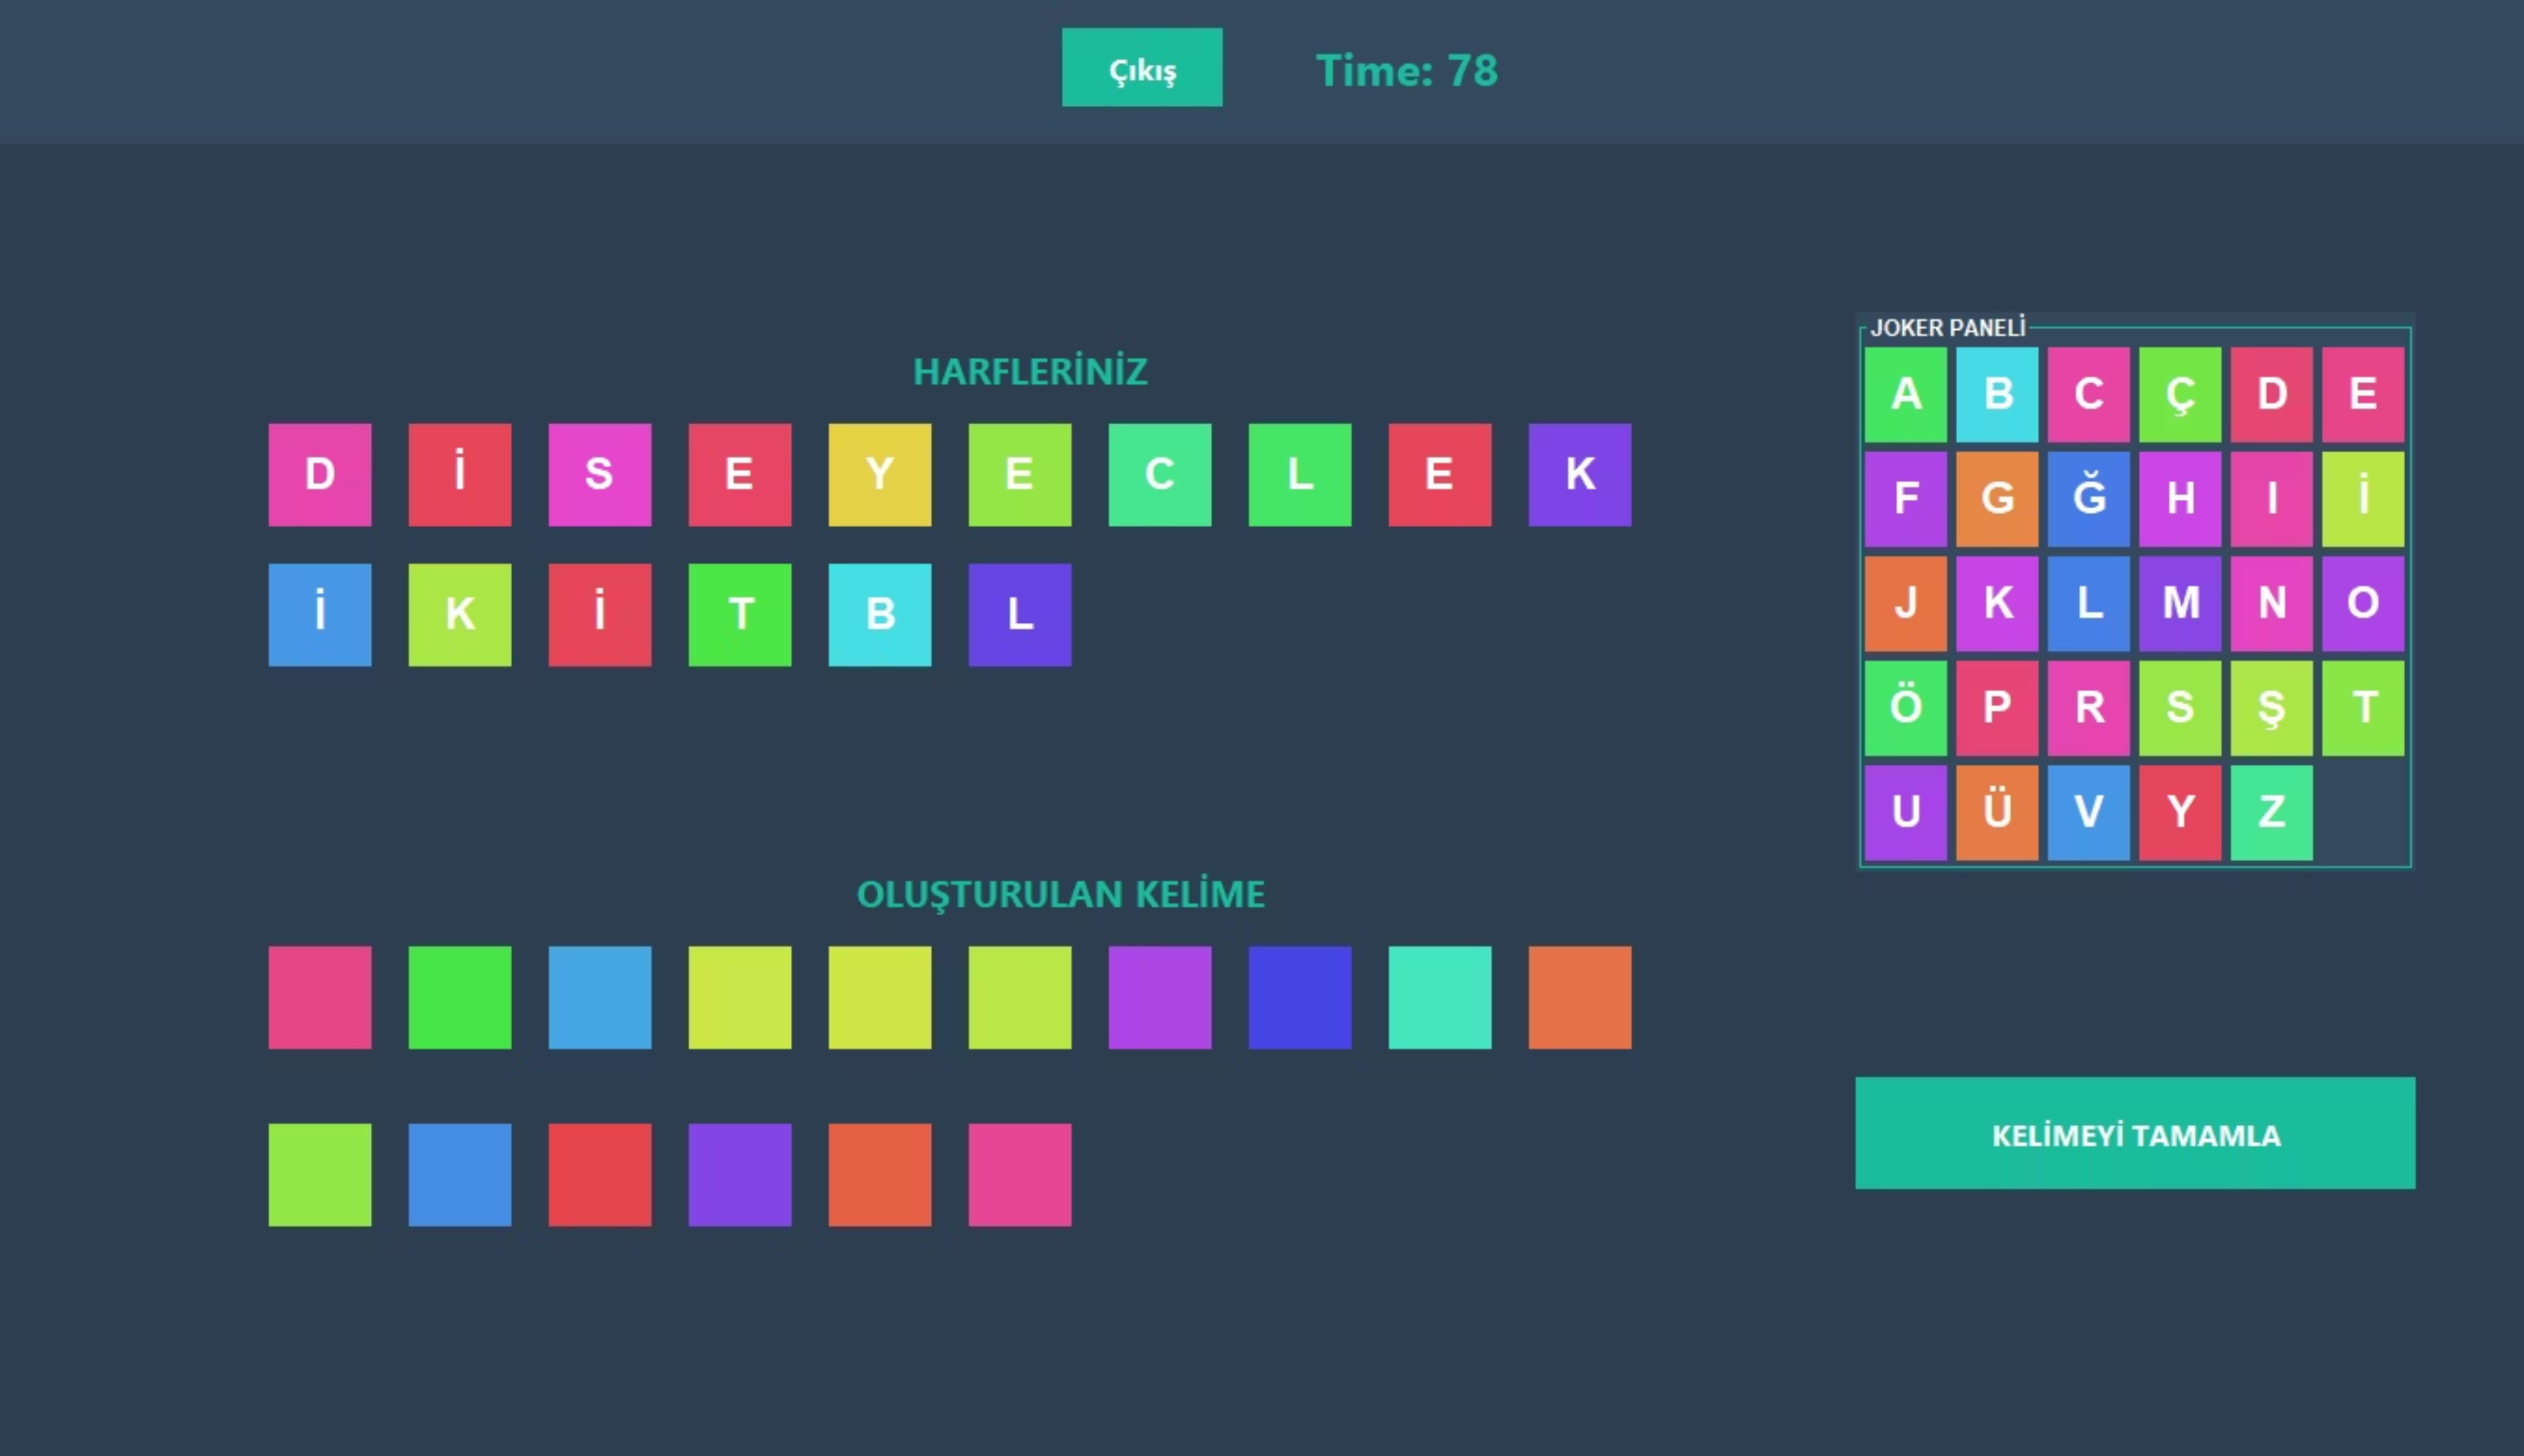 Çıkış Time: 78
HARFLERİNİZ
D İ S E Y E C L E K
İ K İ T B L
OLUŞTURULAN KELİME
JOKER PANELİ
A B C Ç D E
F G Ğ H I İ
J K L M N O
Ö P R S Ş T
U Ü V Y Z
KELİMEYİ TAMAMLA